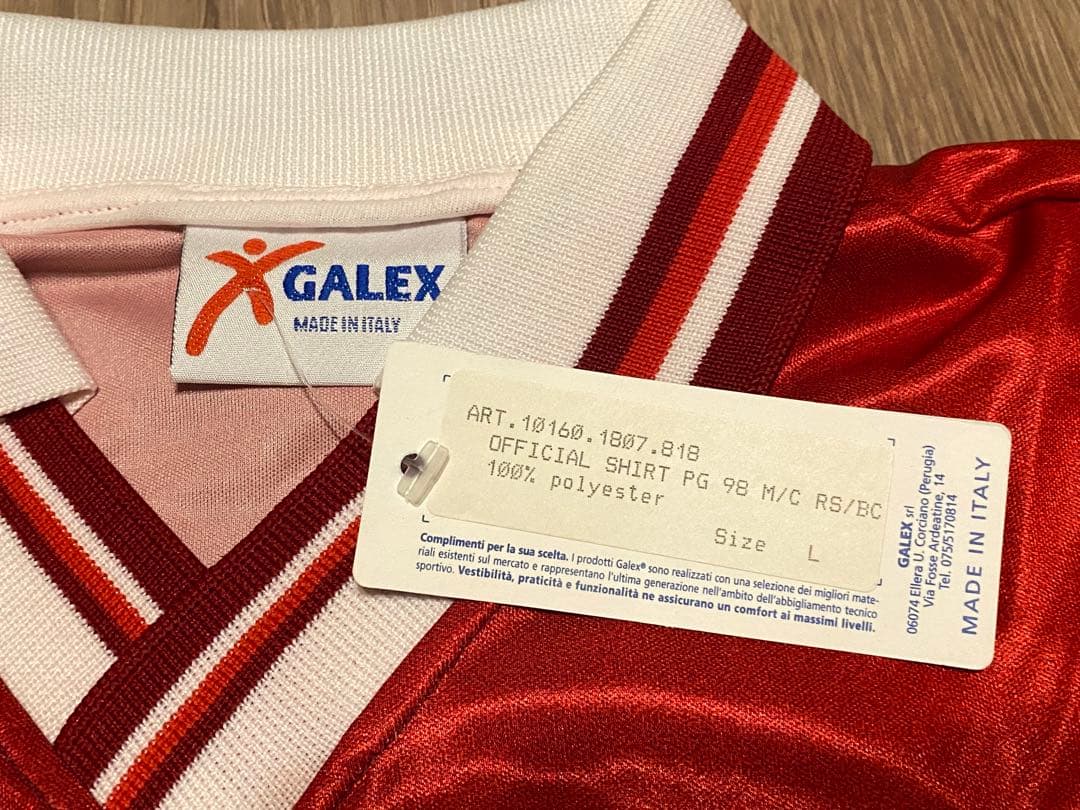 GALEX
MADE IN ITALY
ART.10160.1807.818
OFFICIAL SHIRT PG 98 M/C RS/BC
100% polyester
Size L
Complimenti per la sua scelta. I prodotti Galex® sono realizzati con una selezione dei migliori mate-
riali esistenti sul mercato e rappresentano l'ultima generazione nell'ambito dell'abbigliamento tecnico
sportivo. Vestibilità, praticità e funzionalità ne assicurano un comfort ai massimi livelli.
GALEX srl
06074 Ellera U. Corciano (Perugia)
Via Fosse Ardeatine, 14
Tel. 075/5170814
MADE IN ITALY